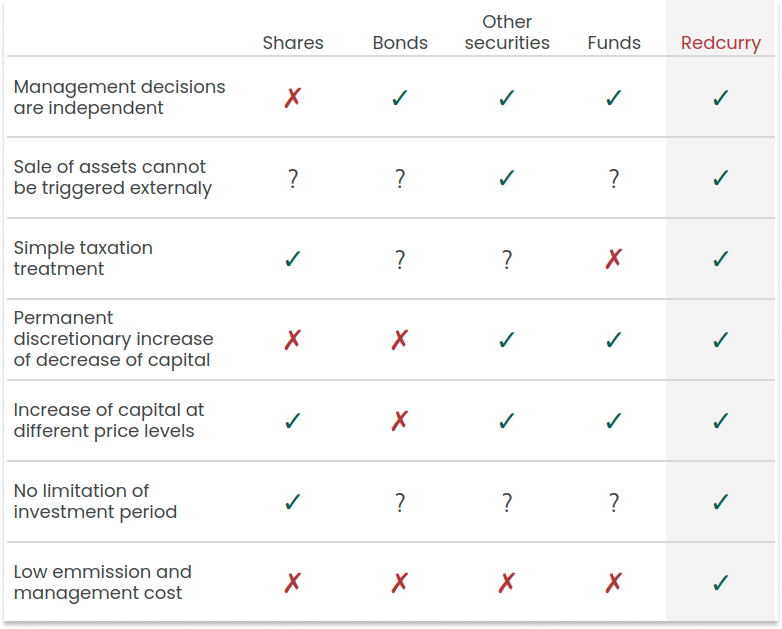 Other
Shares Bonds securities Funds Redcurry
Management decisions
are independent ✗ ✓ ✓ ✓ ✓
Sale of assets cannot
be triggered externaly ? ? ✓ ? ✓
Simple taxation
treatment ✓ ? ? ✗ ✓
Permanent
discretionary increase ✗ ✗ ✓ ✓ ✓
of decrease of capital
Increase of capital at
different price levels ✓ ✗ ✓ ✓ ✓
No limitation of
investment period ✓ ? ? ? ✓
Low emmission and
management cost ✗ ✗ ✗ ✗ ✓